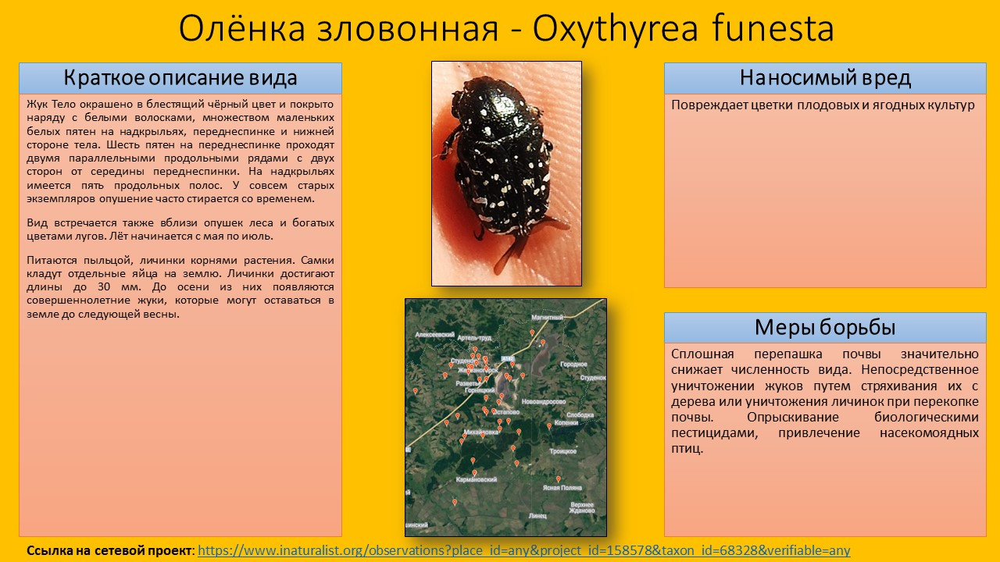 Олёнка зловонная - Oxythyrea funesta
Краткое описание вида
Жук Тело окрашено в блестящий чёрный цвет и покрыто
наряду с белыми волосками, множеством маленьких
белых пятен на надкрыльях, переднеспинке и нижней
стороне тела. Шесть пятен на переднеспинке проходят
двумя параллельными продольными рядами с двух
сторон от середины переднеспинки. На надкрыльях
имеется пять продольных полос. У совсем старых
экземпляров опушение часто стирается со временем.
Вид встречается также вблизи опушек леса и богатых
цветами лугов. Лёт начинается с мая по июль.
Питаются пыльцой, личинки корнями растения. Самки
кладут отдельные яйца на землю. Личинки достигают
длины до 30 мм. До осени из них появляются
совершеннолетние жуки, которые могут оставаться в
земле до следующей весны.
Магнитный
Алексеевский
Артель-труд
Студенок
Железногорск
Городное
Студенок
Разветье
Горняцкий
Новоандросово
Остапово
Слободка
Копенки
Михайловка
Троицкое
Кармановский
Ясная Поляна
Верхнее
Жданово
Линец
Наносимый вред
Повреждает цветки плодовых и ягодных культур
Меры борьбы
Сплошная перепашка почвы значительно
снижает численность вида. Непосредственное
уничтожении жуков путем стряхивания их с
дерева или уничтожения личинок при перекопке
почвы. Опрыскивание биологическими
пестицидами, привлечение насекомоядных
птиц.
Ссылка на сетевой проект: https://www.inaturalist.org/observations?place_id=any&project_id=158578&taxon_id=68328&verifiable=any